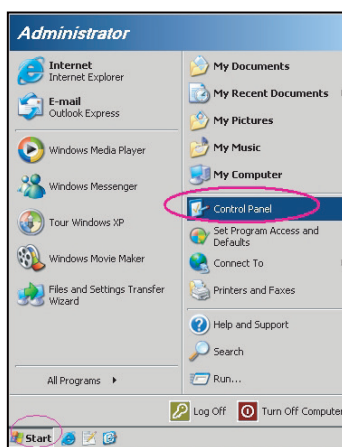 Administrator
Internet
Internet Explorer
E-mail
Outlook Express
Windows Media Player
Windows Messenger
Tour Windows XP
Windows Movie Maker
Files and Settings Transfer
Wizard
All Programs
My Documents
My Recent Documents
My Pictures
My Music
My Computer
Control Panel
Set Program Access and
Defaults
Connect To
Printers and Faxes
Help and Support
Search
Run...
Log Off
Turn Off Computer
Start